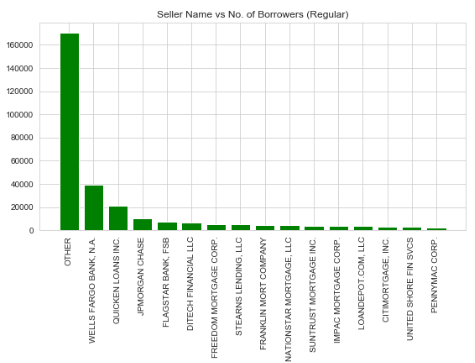 Seller Name vs No. of Borrowers (Regular)
160000
140000
120000
100000
80000
60000
40000
20000
0
OTHER
WELLS FARGO BANK, N.A.
QUICKEN LOANS INC.
JPMORGAN CHASE
FLAGSTAR BANK, FSB
DITECH FINANCIAL LLC
FREEDOM MORTGAGE CORP.
STEARNS LENDING, LLC
FRANKLIN MORT COMPANY
NATIONSTAR MORTGAGE, LLC
SUNTRUST MORTGAGE INC.
IMPAC MORTGAGE CORP.
LOANDEPOT.COM, LLC
CITIMORTGAGE, INC.
UNITED SHORE FIN SVCS
PENNYMAC CORP.